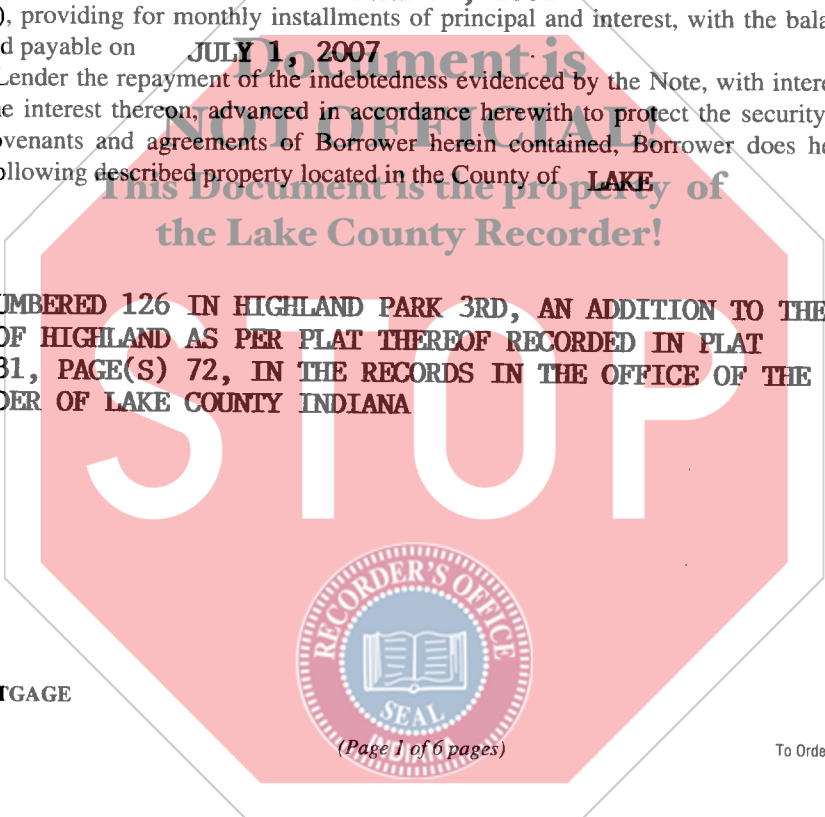 ), providing for monthly installments of principal and interest, with the bala
d payable on JULY 1, 2007
Document is
Lender the repayment of the indebtedness evidenced by the Note, with intere
e interest thereon, advanced in accordance herewith to protect the security
NOT OFFICIAL!
venants and agreements of Borrower herein contained, Borrower does he
ollowing described property located in the County of LAKE
This Document is the property of
the Lake County Recorder!
UMBERED 126 IN HIGHLAND PARK 3RD, AN ADDITION TO THE
OF HIGHLAND AS PER PLAT THEREOF RECORDED IN PLAT
31, PAGE(S) 72, IN THE RECORDS IN THE OFFICE OF THE
DER OF LAKE COUNTY INDIANA
STOP
RECORDER'S OFFICE
SEAL
INDIANA
TGAGE
(Page 1 of 6 pages)
To Orde